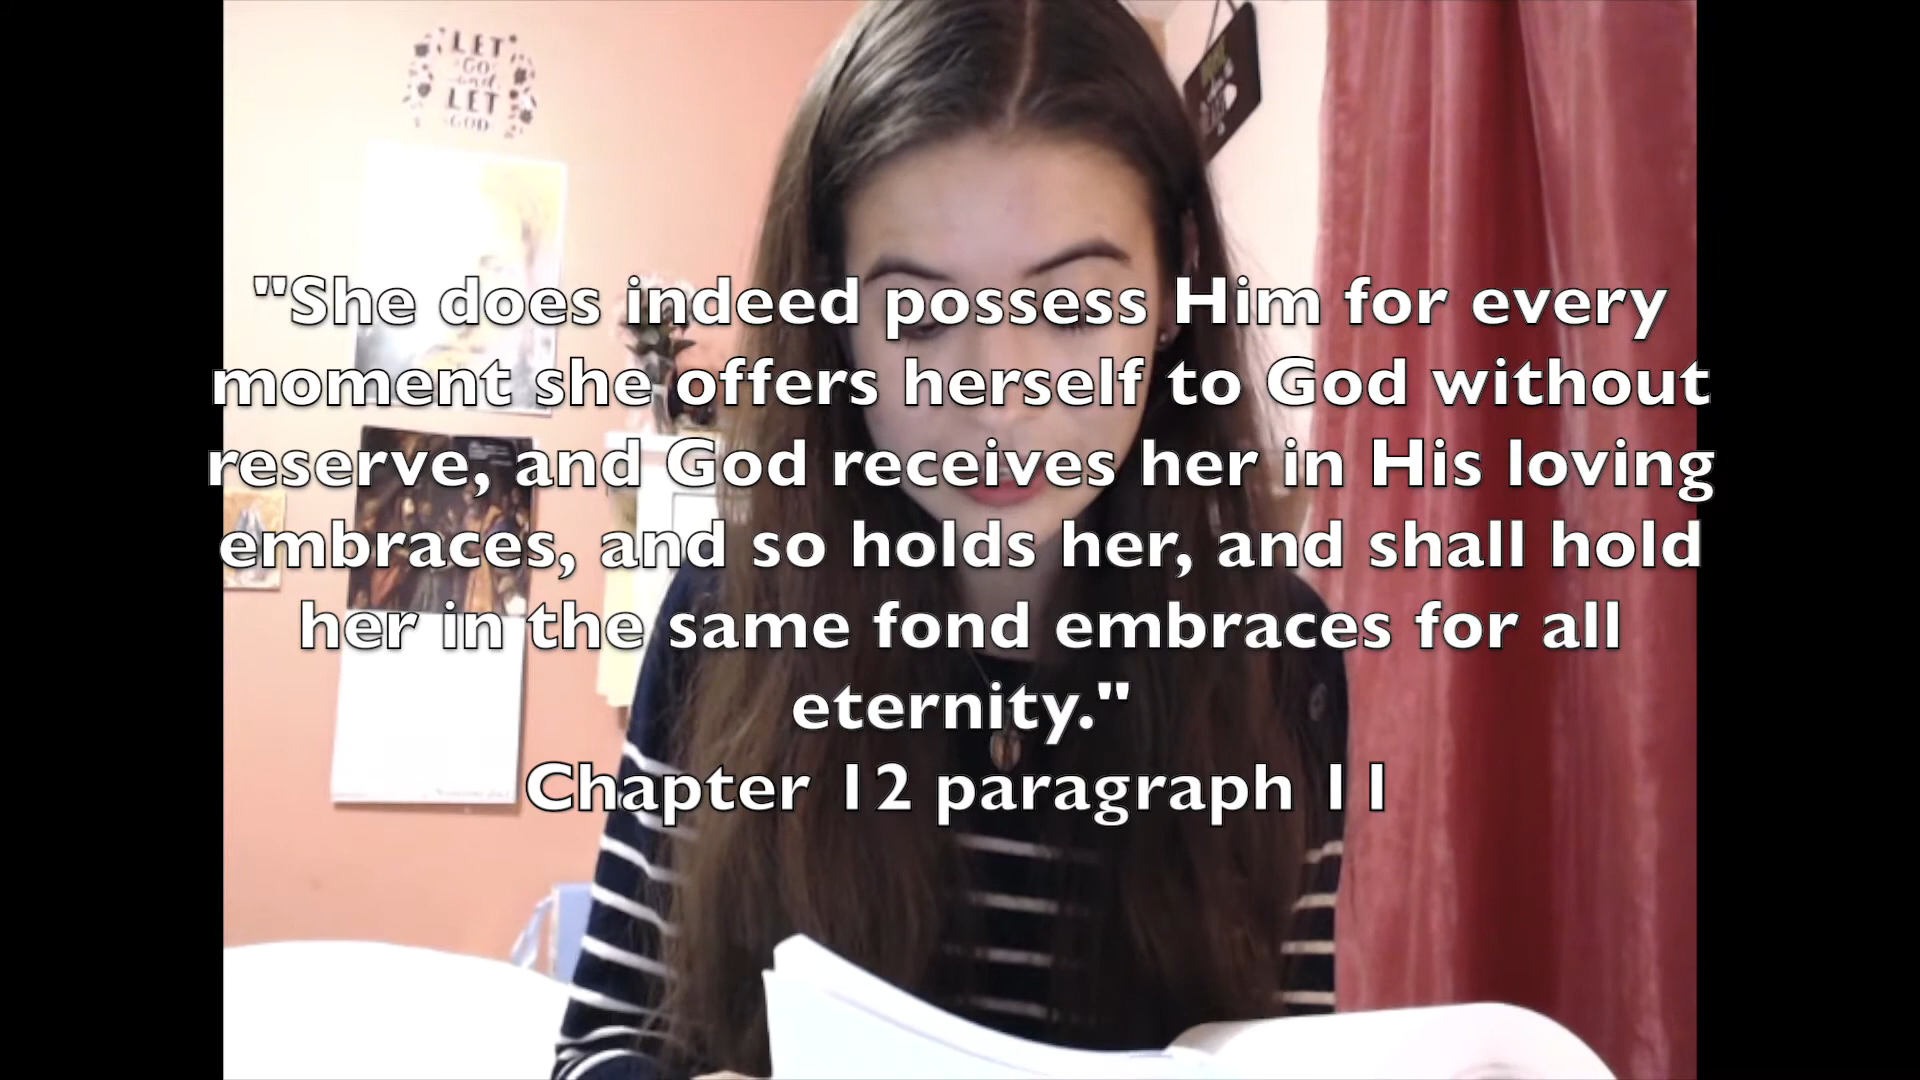 LET
GO
and
LET
GOD
"She does indeed possess Him for every
moment she offers herself to God without
reserve, and God receives her in His loving
embraces, and so holds her, and shall hold
her in the same fond embraces for all
eternity."
Chapter 12 paragraph 11